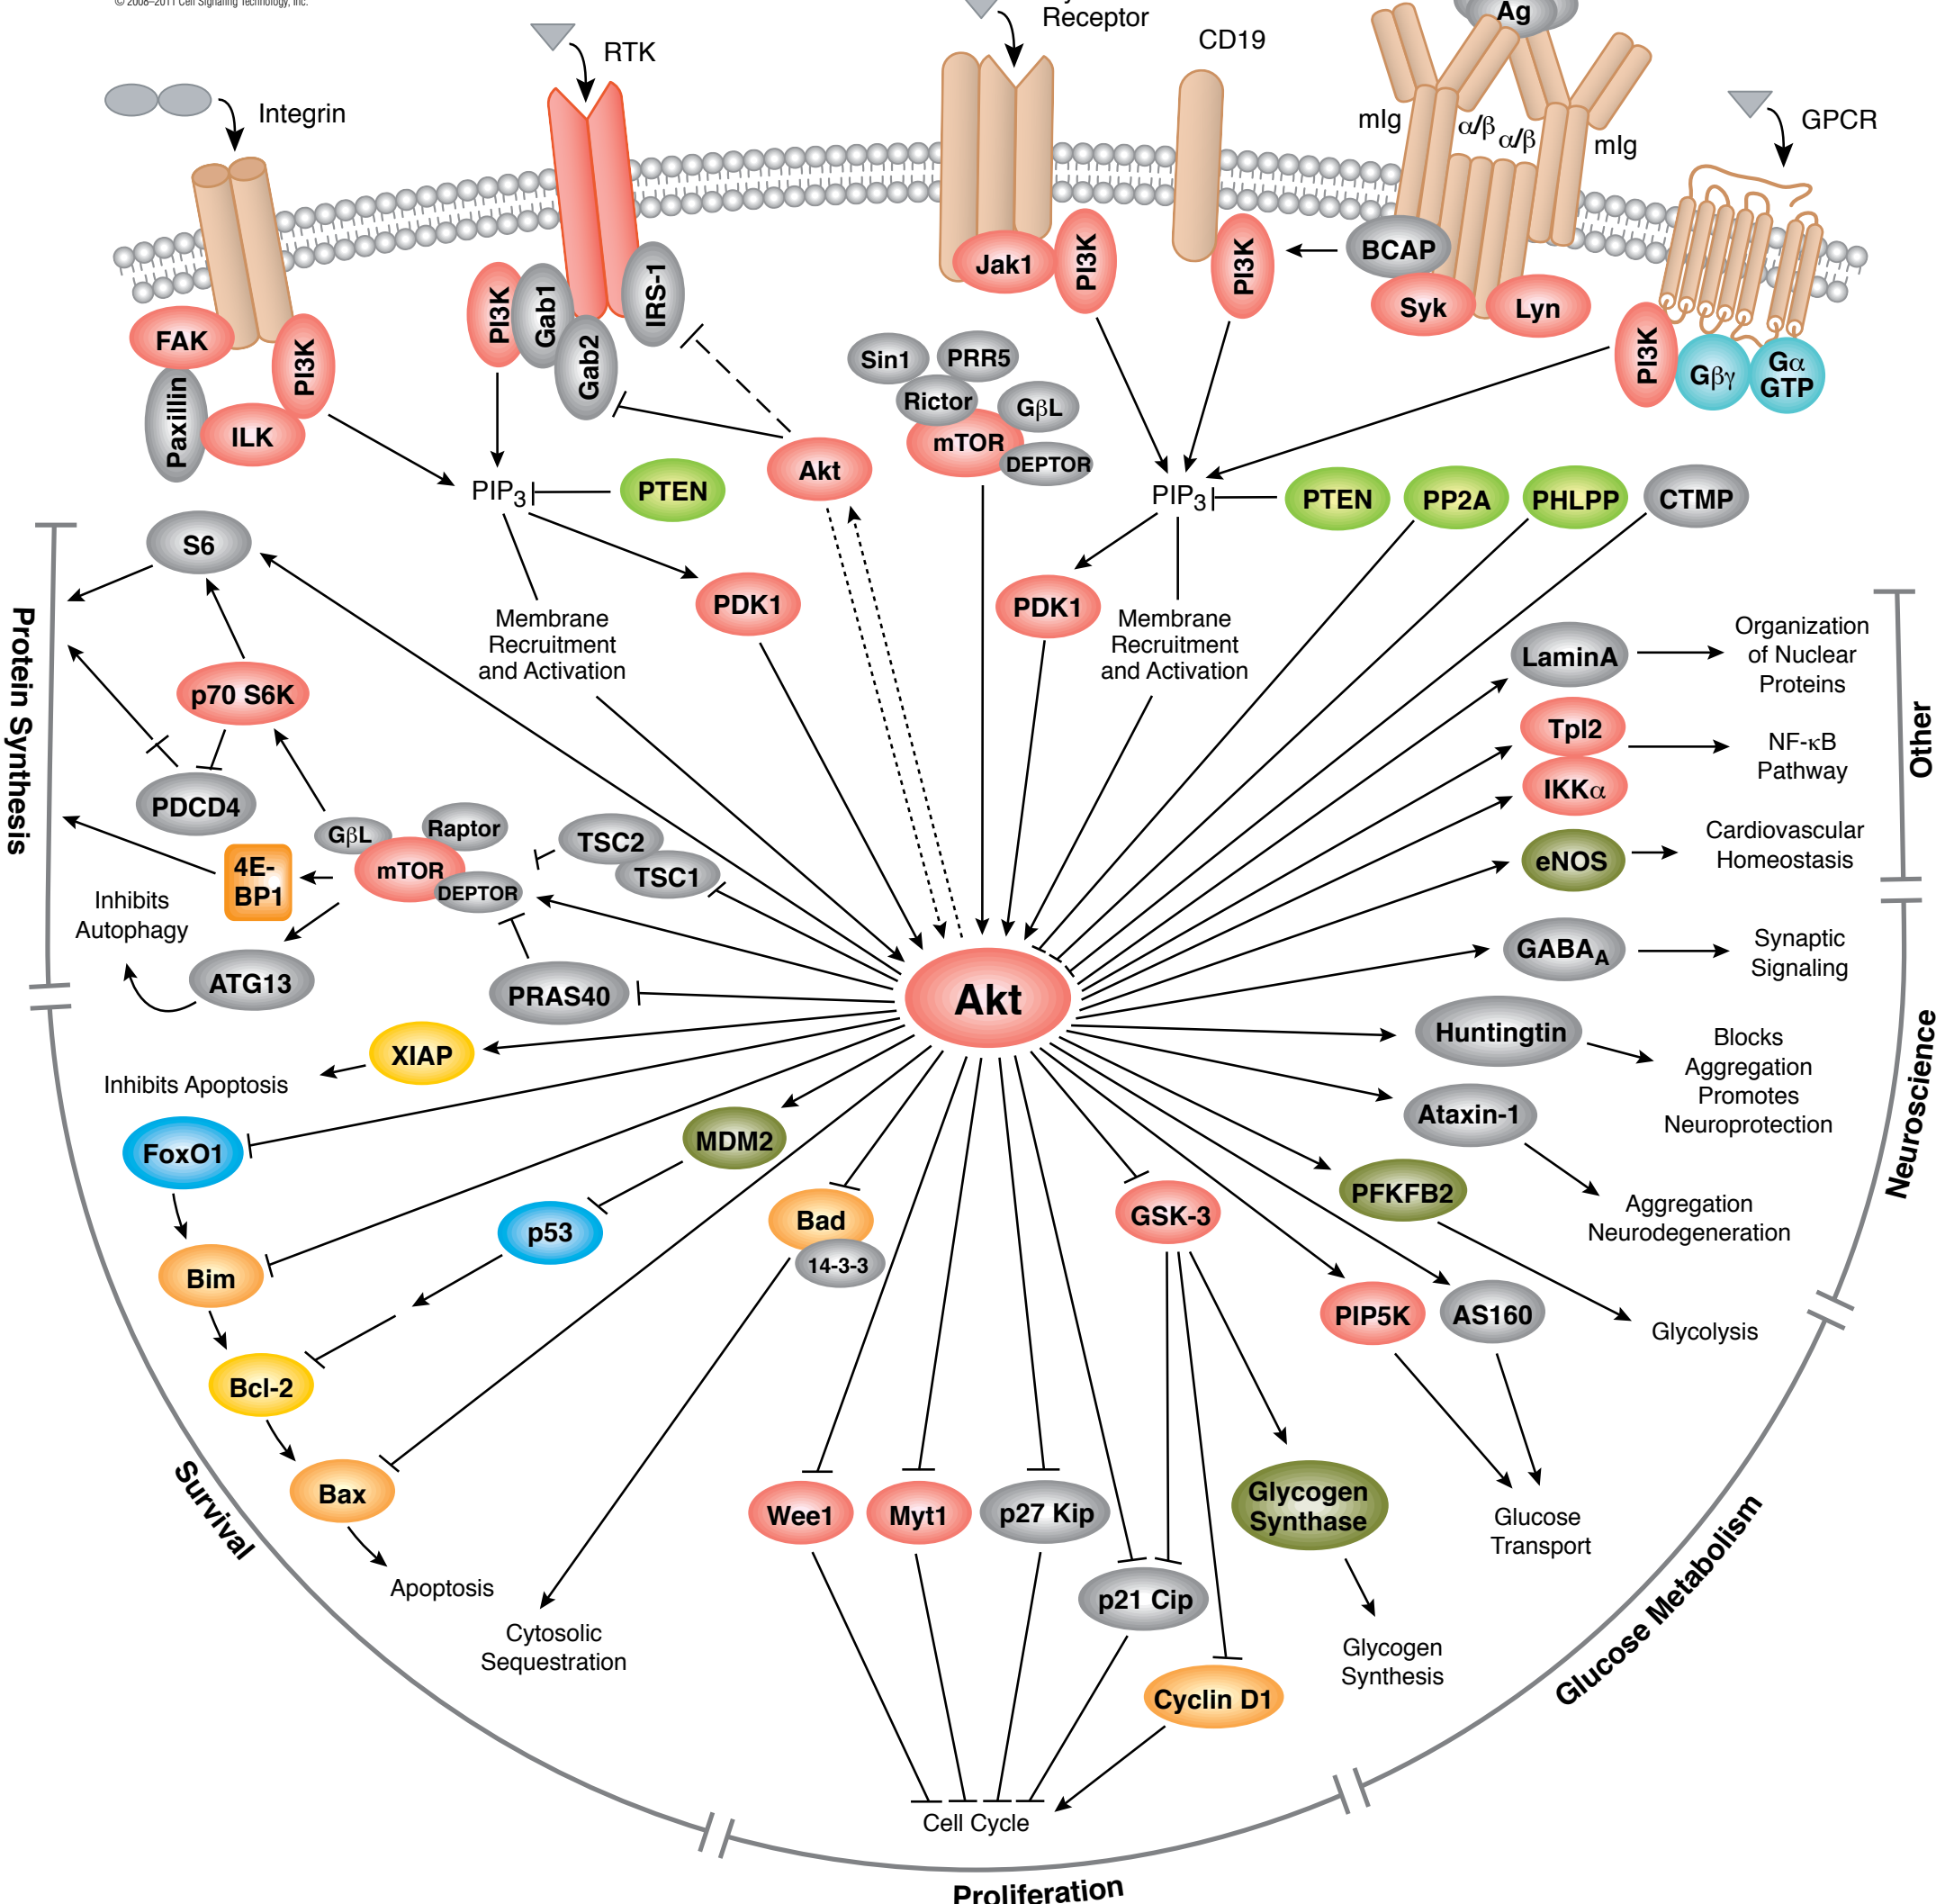 © 2008–2011 Cell Signaling Technology, Inc.
Receptor
CD19
Ag
RTK
Integrin
mIg
α/β
α/β
mIg
GPCR
Jak1
PI3K
PI3K
BCAP
Syk
Lyn
PI3K
Gβγ
Gα
GTP
FAK
PI3K
Paxillin
ILK
PI3K
Gab1
Gab2
IRS-1
Sin1
PRR5
Rictor
GβL
mTOR
DEPTOR
Akt
PIP3
PTEN
PIP3
PTEN
PP2A
PHLPP
CTMP
S6
PDK1
PDK1
Membrane
Recruitment
and Activation
Membrane
Recruitment
and Activation
Protein Synthesis
p70 S6K
PDCD4
GβL
Raptor
mTOR
DEPTOR
TSC2
TSC1
4E-
BP1
Inhibits
Autophagy
ATG13
PRAS40
Akt
LaminA
Organization
of Nuclear
Proteins
Tpl2
IKKα
NF-κB
Pathway
eNOS
Cardiovascular
Homeostasis
Other
GABAA
Synaptic
Signaling
Huntingtin
Blocks
Aggregation
Promotes
Neuroprotection
Ataxin-1
Aggregation
Neurodegeneration
Neuroscience
XIAP
Inhibits Apoptosis
FoxO1
MDM2
p53
Bim
Bcl-2
Bax
Apoptosis
Bad
14-3-3
Cytosolic
Sequestration
Survival
GSK-3
PFKFB2
PIP5K
AS160
Glycolysis
Glucose
Transport
Glycogen
Synthase
Glycogen
Synthesis
Glucose Metabolism
Wee1
Myt1
p27 Kip
p21 Cip
Cyclin D1
Cell Cycle
Proliferation